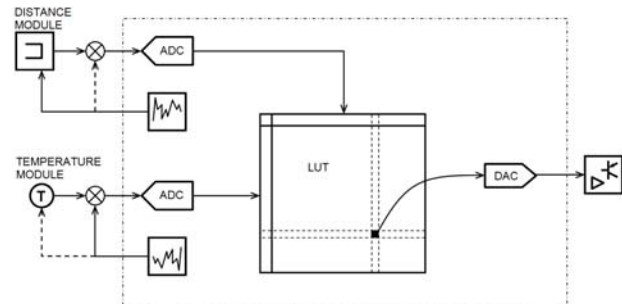 DISTANCE
MODULE
ADC
TEMPERATURE
MODULE
T
ADC
LUT
DAC